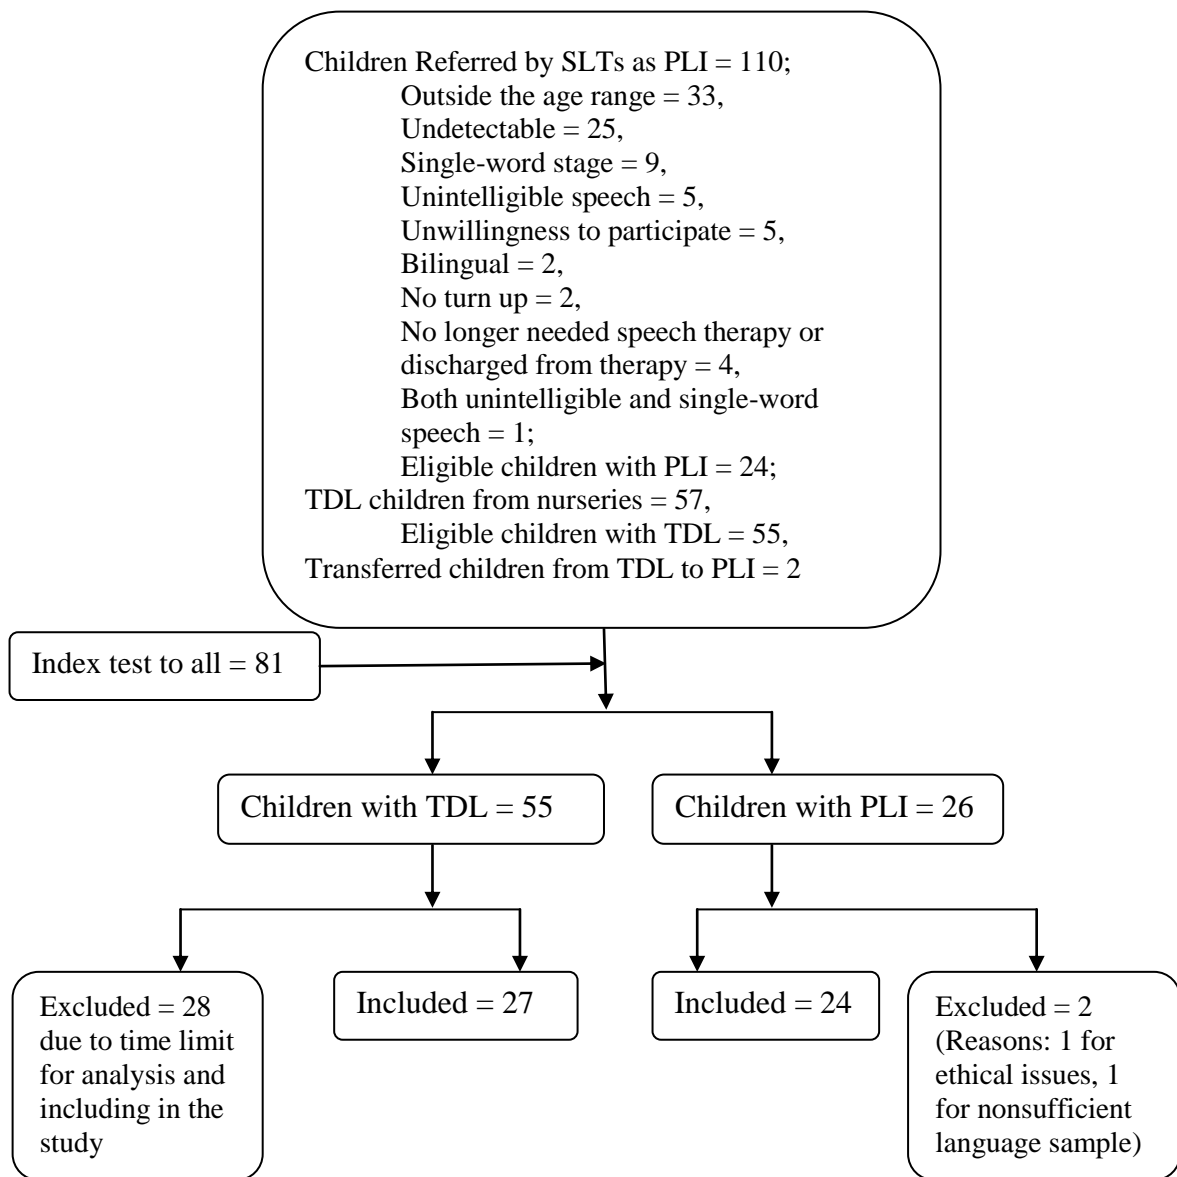 Children Referred by SLTs as PLI = 110;
Outside the age range = 33,
Undetectable = 25,
Single-word stage = 9,
Unintelligible speech = 5,
Unwillingness to participate = 5,
Bilingual = 2,
No turn up = 2,
No longer needed speech therapy or
discharged from therapy = 4,
Both unintelligible and single-word
speech = 1;
Eligible children with PLI = 24;
TDL children from nurseries = 57,
Eligible children with TDL = 55,
Transferred children from TDL to PLI = 2
Index test to all = 81
Children with TDL = 55
Children with PLI = 26
Excluded = 28
due to time limit
for analysis and
including in the
study
Included = 27
Included = 24
Excluded = 2
(Reasons: 1 for
ethical issues, 1
for nonsufficient
language sample)